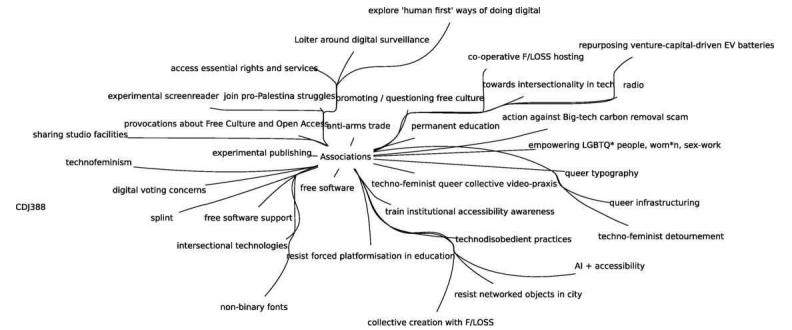 explore 'human first' ways of doing digital
Loiter around digital surveillance
repurposing venture-capital-driven EV batteries
co-operative F/LOSS hosting
access essential rights and services
towards intersectionality in tech
radio
experimental screenreader
join pro-Palestina struggles
promoting / questioning free culture
action against Big-tech carbon removal scam
provocations about Free Culture and Open Access
anti-arms trade
permanent education
sharing studio facilities
empowering LGBTQ* people, wom*n, sex-work
experimental publishing
Associations
technofeminism
queer typography
digital voting concerns
free software
techno-feminist queer collective video-praxis
queer infrastructuring
CDJ388
splint
free software support
train institutional accessibility awareness
techno-feminist detournement
intersectional technologies
technodisobedient practices
resist forced platformisation in education
AI + accessibility
resist networked objects in city
non-binary fonts
collective creation with F/LOSS